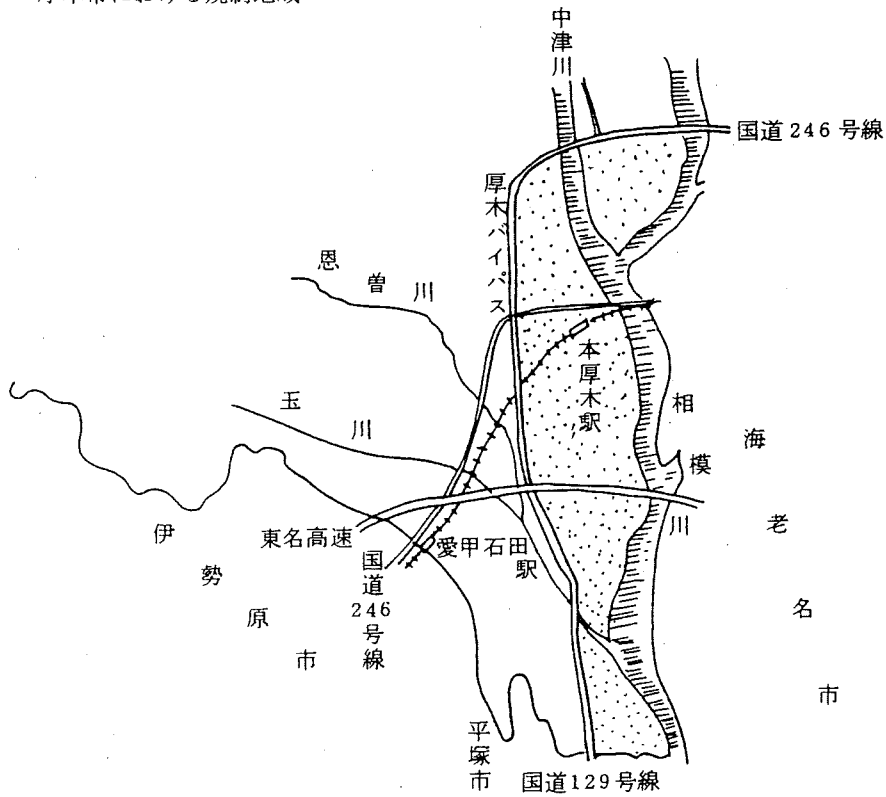 中津川
国道246号線
厚木バイパス
恩曽川
本厚木駅
玉川
相模川
海老名市
伊勢原市
東名高速
愛甲石田駅
国道246号線
平塚市
国道129号線